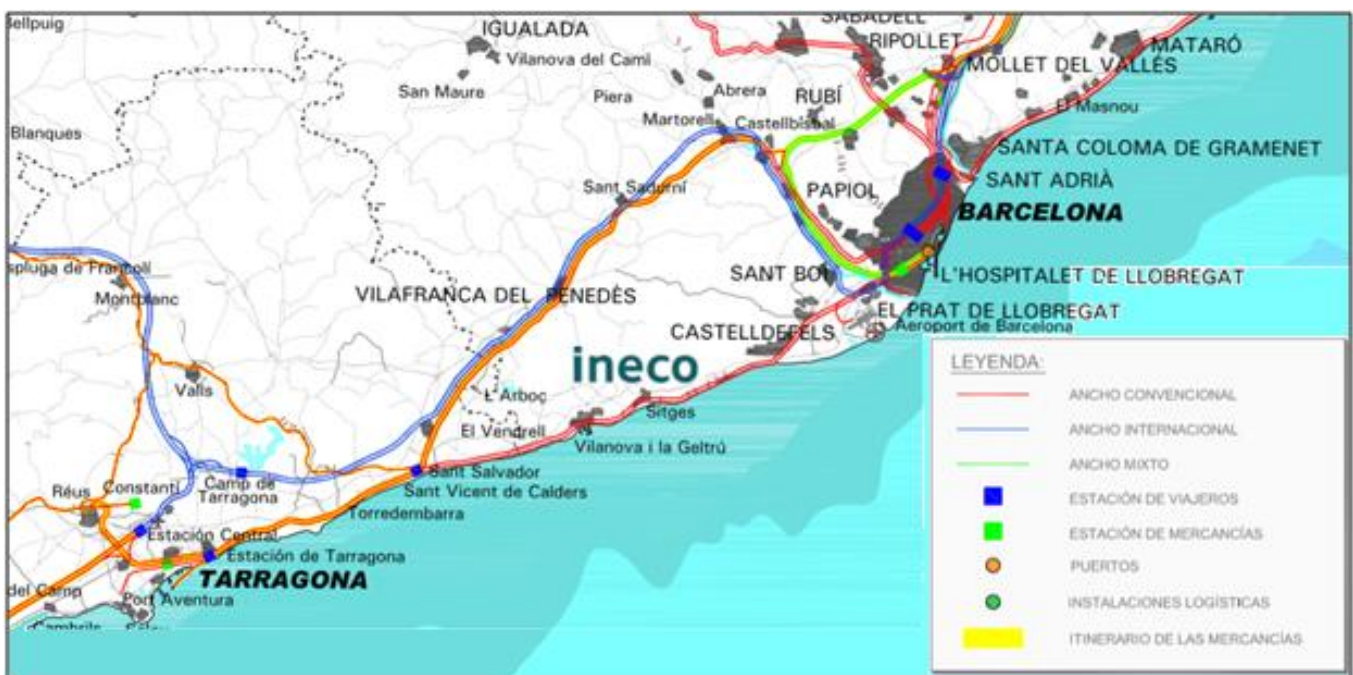 Bellpuig
IGUALADA
Vilanova del Cami
San Maure
Blanques
Piera
Abrera
Martorell
Castellbisbal
RUBÍ
SABADELL
RIPOLLET
MOLLET DEL VALLÉS
MATARÓ
El Masnou
SANTA COLOMA DE GRAMENET
SANT ADRIÀ
PAPIOL
BARCELONA
Sant Sadurní
SANT BOI
L'HOSPITALET DE LLOBREGAT
EL PRAT DE LLOBREGAT
Aeroport de Barcelona
CASTELLDEFELS
VILAFRANCA DEL PENEDÈS
spluga de Francolí
Montblanc
ineco
Valls
L'Arboç
Sitges
El Vendrell
Vilanova i la Geltrú
Sant Salvador
Sant Vicent de Calders
Camp de
Tarragona
Constantí
Réus
Torredembarra
Estación Central
Estación de Tarragona
TARRAGONA
del Camp
Port Aventura
Cambrils
Salou
LEYENDA:
ANCHO CONVENCIONAL
ANCHO INTERNACIONAL
ANCHO MIXTO
ESTACIÓN DE VIAJEROS
ESTACIÓN DE MERCANCÍAS
PUERTOS
INSTALACIONES LOGÍSTICAS
ITINERARIO DE LAS MERCANCÍAS